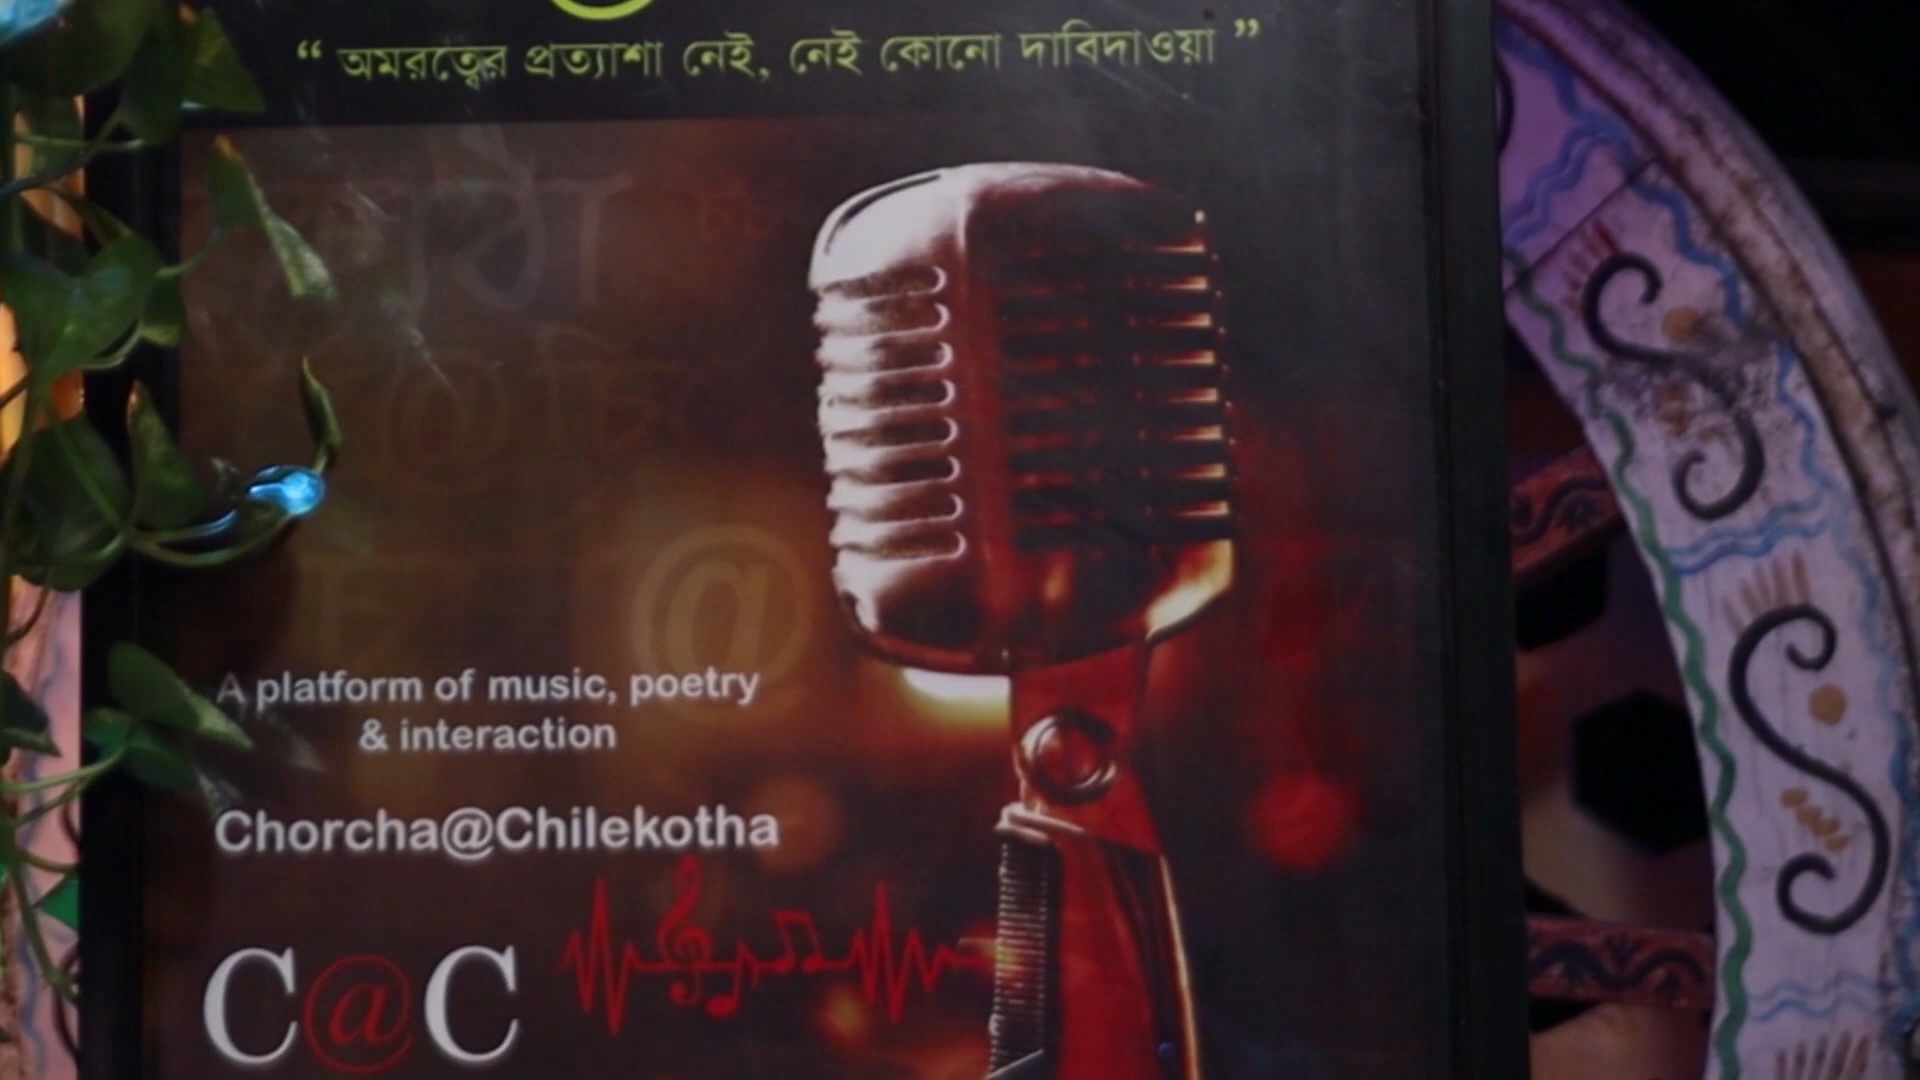 “ অমরত্বের প্রত্যাশা নেই, নেই কোনো দাবিদাওয়া ”
A platform of music, poetry
& interaction
Chorcha@Chilekotha
C@C